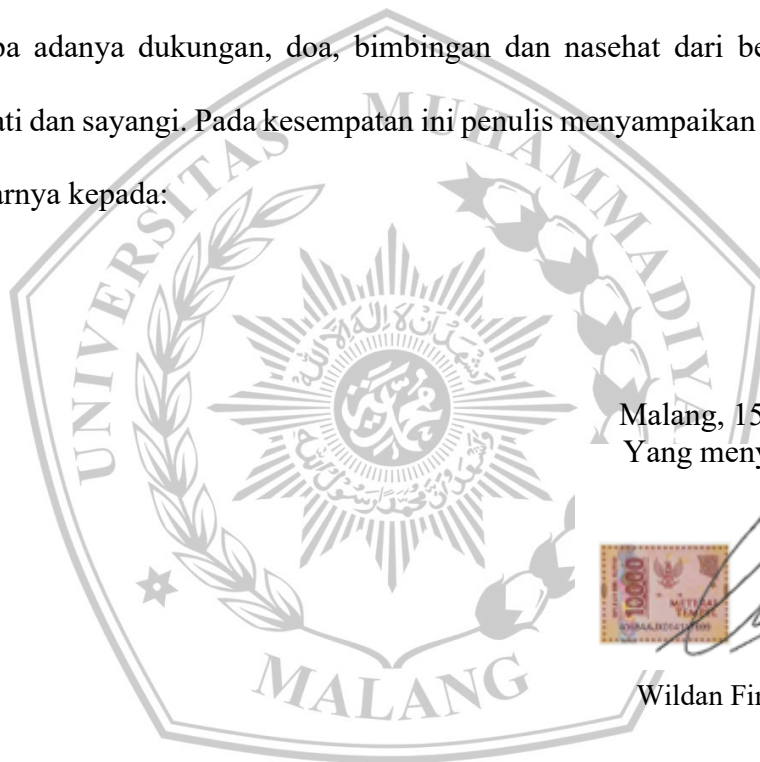 pa adanya dukungan, doa, bimbingan dan nasehat dari be
ati dan sayangi. Pada kesempatan ini penulis menyampaikan
arnya kepada:
UNIVERSITAS MUHAMMADIYA
MALANG
Malang, 15
Yang meny
10000
METERAI
TEMPEL
Wildan Fir